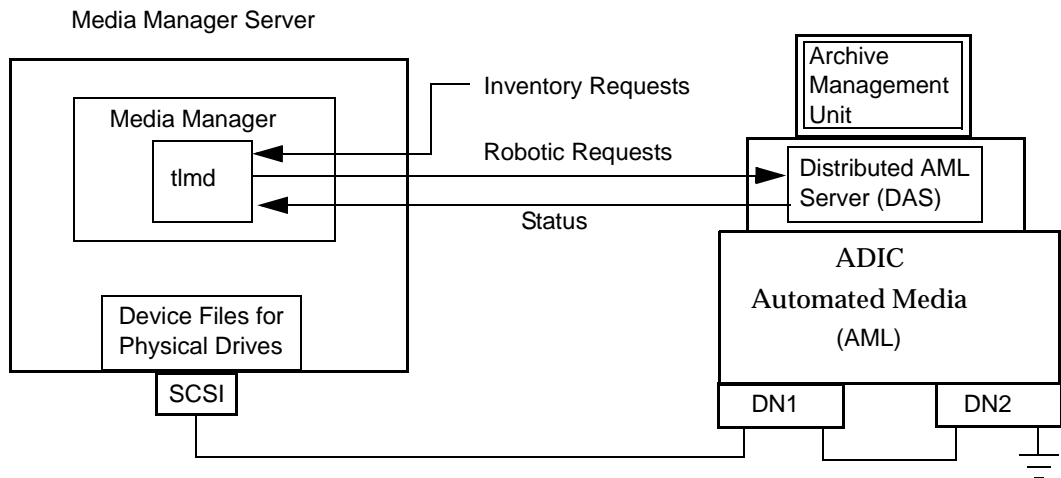 Media Manager Server
Media Manager
tlmd
Device Files for
Physical Drives
SCSI
Inventory Requests
Robotic Requests
Status
Archive
Management
Unit
Distributed AML
Server (DAS)
ADIC
Automated Media
(AML)
DN1
DN2